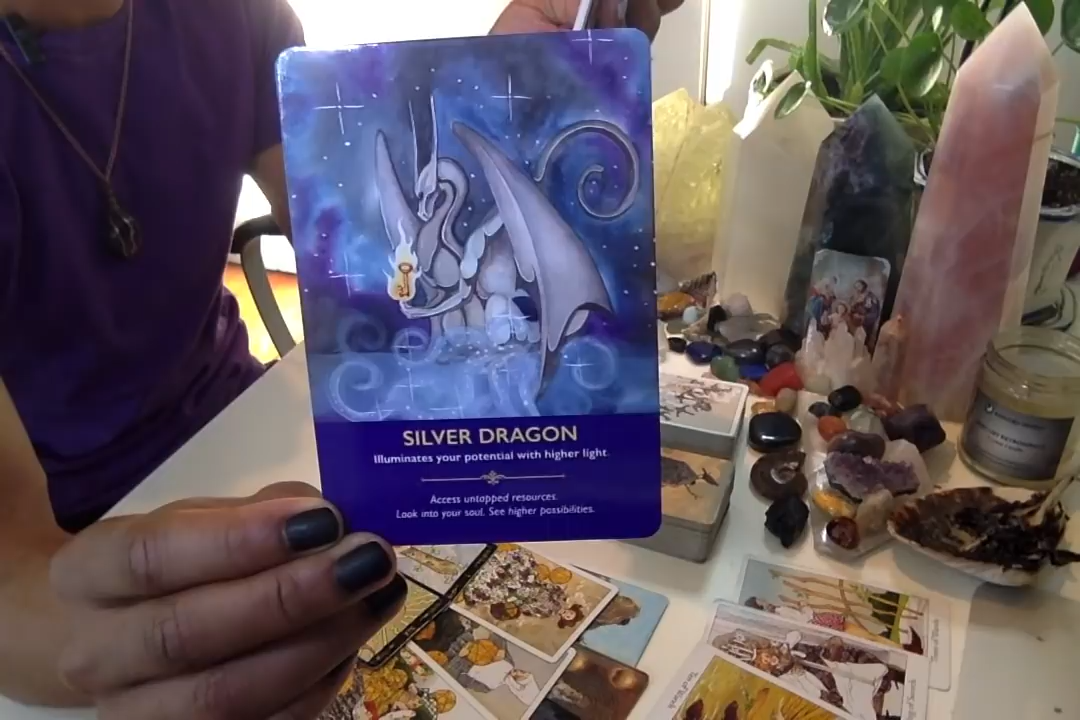 SILVER DRAGON
Illuminates your potential with higher light.
Access untapped resources.
Look into your soul. See higher possibilities.